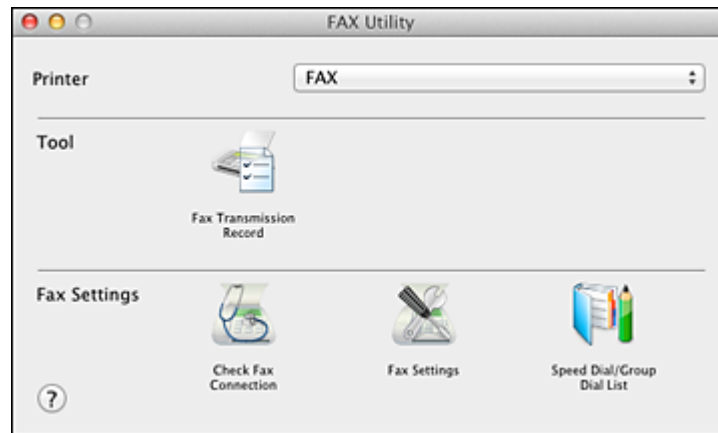 FAX Utility
Printer
FAX
Tool
Fax Transmission
Record
Fax Settings
Check Fax
Connection
Fax Settings
Speed Dial/Group
Dial List
?